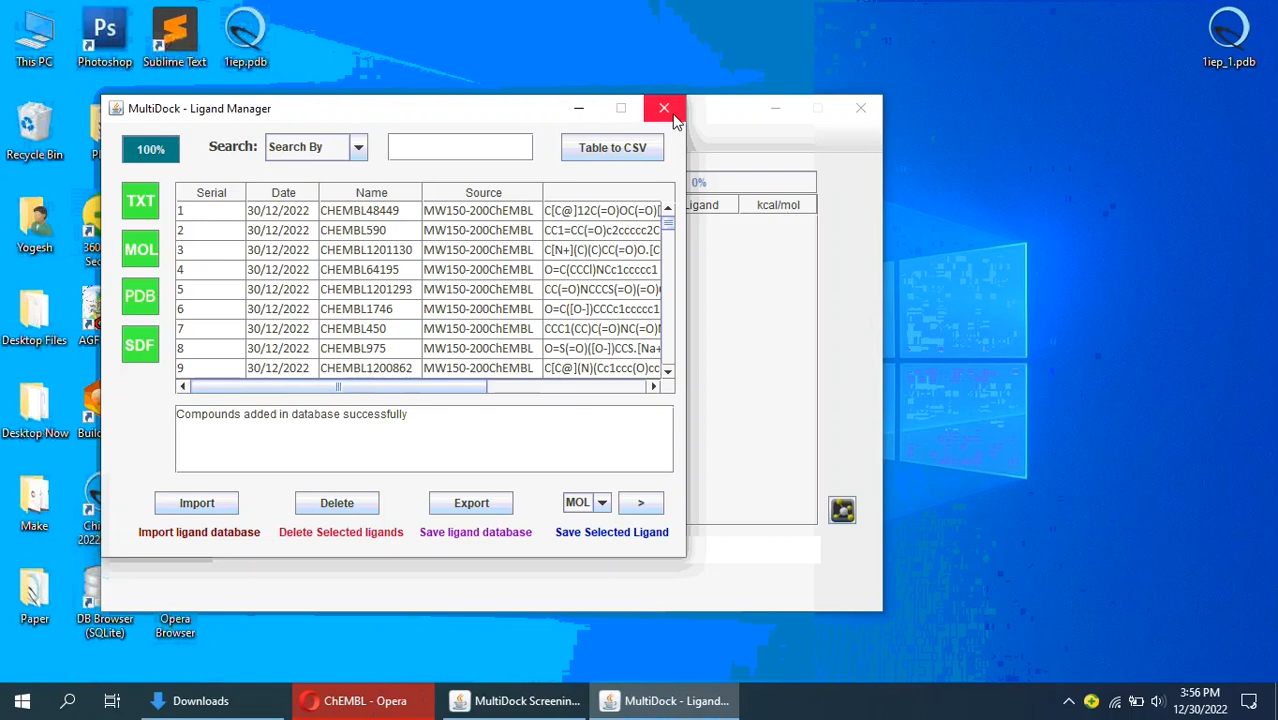 This PC
Ps
Photoshop
Sublime Text
1iep.pdb
1iep_1.pdb
Recycle Bin
Yogesh
Desktop Files
Desktop Now
Make
Paper
DB Browser
(SQLite)
Opera
Browser
MultiDock - Ligand Manager
100%
Search:
Search By
Table to CSV
TXT
MOL
PDB
SDF
Serial Date Name Source
1 30/12/2022 CHEMBL48449 MW150-200ChEMBL C[C@]12C(=O)OC(=O)[
2 30/12/2022 CHEMBL590 MW150-200ChEMBL CC1=CC(=O)c2ccccc2C
3 30/12/2022 CHEMBL1201130 MW150-200ChEMBL C[N+](C)(C)CC(=O)O.[C
4 30/12/2022 CHEMBL64195 MW150-200ChEMBL O=C(CCCl)NCc1ccccc1
5 30/12/2022 CHEMBL1201293 MW150-200ChEMBL CC(=O)NCCCS(=O)(=O)
6 30/12/2022 CHEMBL1746 MW150-200ChEMBL O=C([O-])CCCc1ccccc1
7 30/12/2022 CHEMBL450 MW150-200ChEMBL CCC1(CC)C(=O)NC(=O)
8 30/12/2022 CHEMBL975 MW150-200ChEMBL O=S(=O)([O-])CCS.[Na+
9 30/12/2022 CHEMBL1200862 MW150-200ChEMBL C[C@](N)(Cc1ccc(O)cc
Compounds added in database successfully
Import
Delete
Export
MOL
>
Import ligand database
Delete Selected ligands
Save ligand database
Save Selected Ligand
0%
Ligand kcal/mol
Downloads
ChEMBL - Opera
MultiDock Screenin...
MultiDock - Ligand...
3:56 PM
12/30/2022